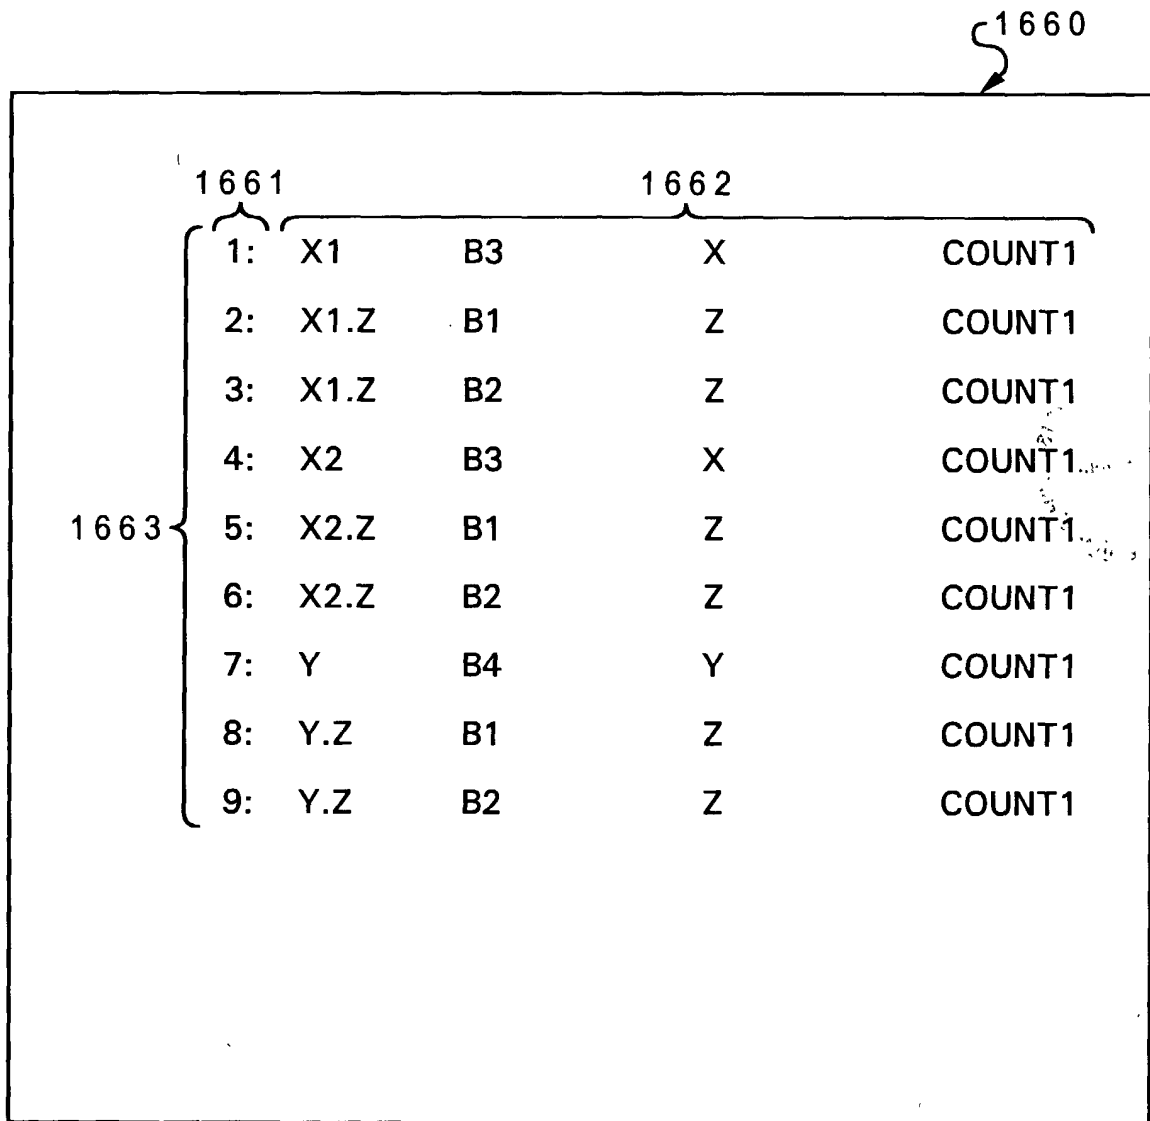 1660
1661 1662
1: X1 B3 X COUNT1
2: X1.Z B1 Z COUNT1
3: X1.Z B2 Z COUNT1
4: X2 B3 X COUNT1
1663 5: X2.Z B1 Z COUNT1
6: X2.Z B2 Z COUNT1
7: Y B4 Y COUNT1
8: Y.Z B1 Z COUNT1
9: Y.Z B2 Z COUNT1